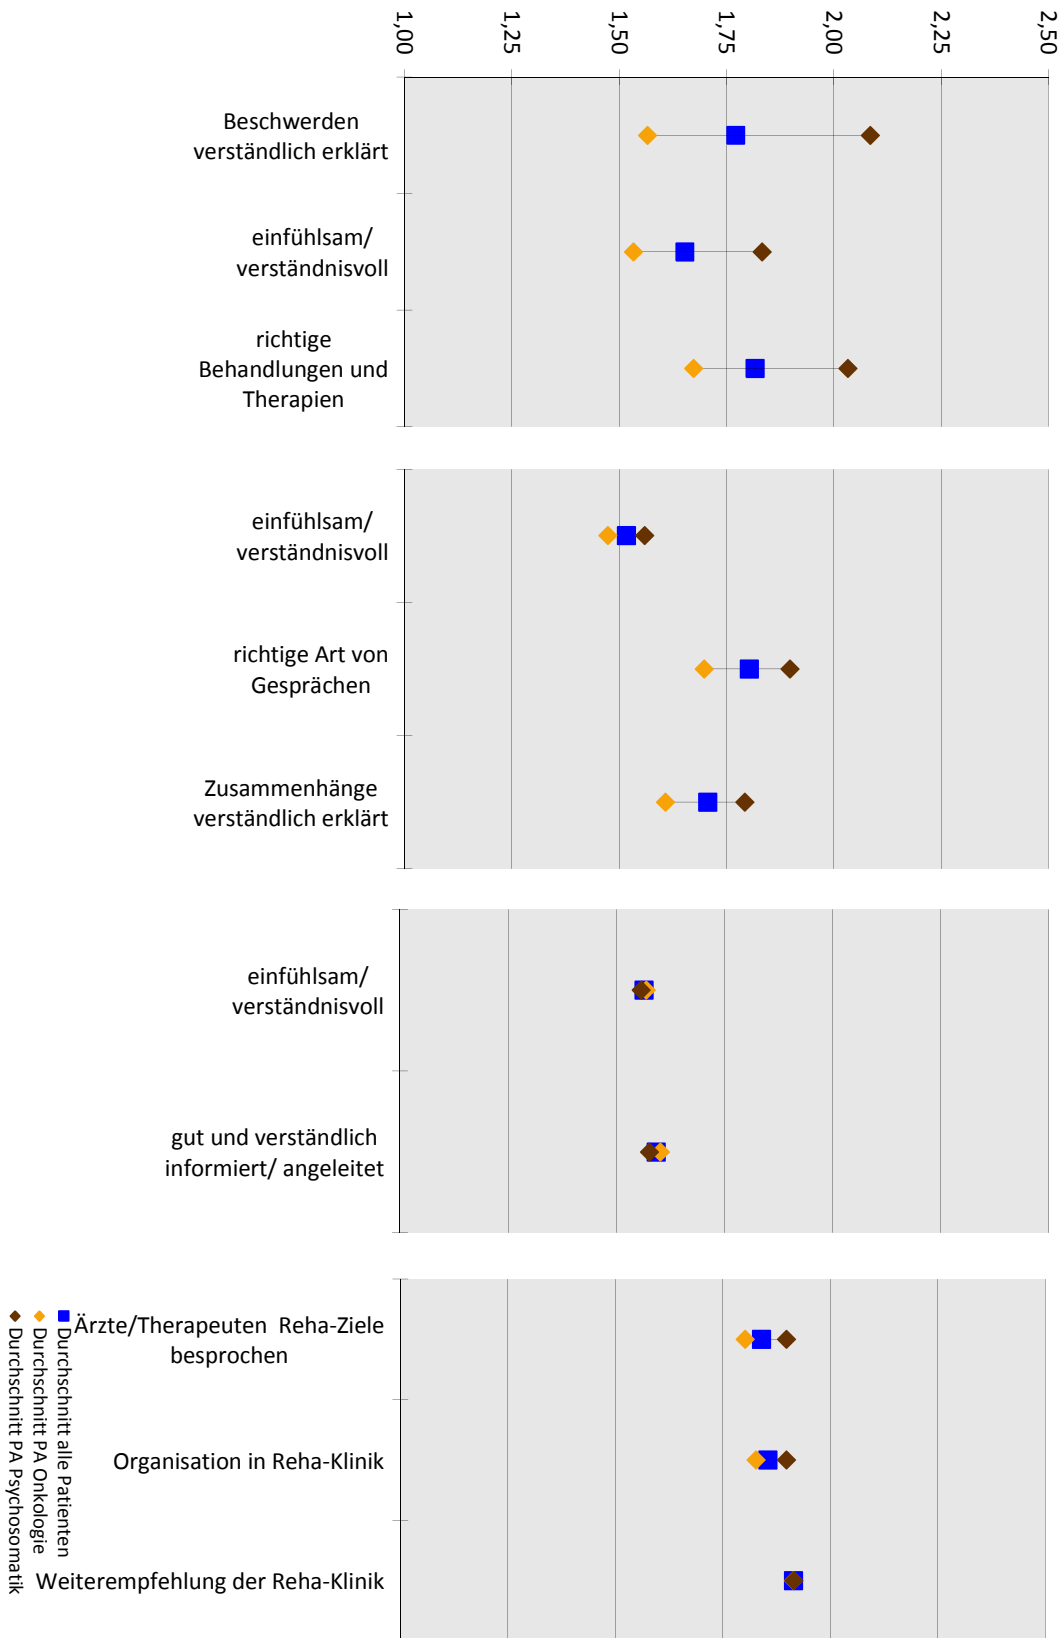 1,00
1,25
1,50
1,75
2,00
2,25
2,50
Beschwerden
verständlich erklärt
einfühlsam/
verständnisvoll
richtige
Behandlungen und
Therapien
einfühlsam/
verständnisvoll
richtige Art von
Gesprächen
Zusammenhänge
verständlich erklärt
einfühlsam/
verständnisvoll
gut und verständlich
informiert/ angeleitet
Ärzte/Therapeuten Reha-Ziele
besprochen
Organisation in Reha-Klinik
Weiterempfehlung der Reha-Klinik
Durchschnitt alle Patienten
Durchschnitt PA Onkologie
Durchschnitt PA Psychosomatik